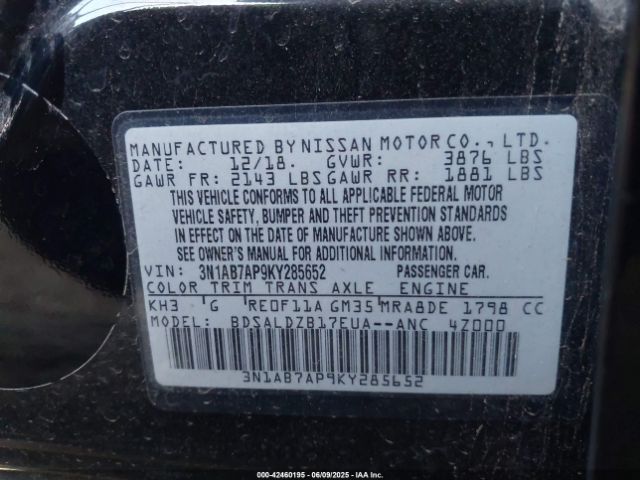 MANUFACTURED BY NISSAN MOTOR CO., LTD.
DATE: 12/18. GVWR: 3876 LBS
GAWR FR: 2143 LBS GAWR RR: 1881 LBS
THIS VEHICLE CONFORMS TO ALL APPLICABLE FEDERAL MOTOR
VEHICLE SAFETY, BUMPER AND THEFT PREVENTION STANDARDS
IN EFFECT ON THE DATE OF MANUFACTURE SHOWN ABOVE.
SEE OWNER'S MANUAL FOR ADDITIONAL INFORMATION.
VIN: 3N1AB7AP9KY285652 PASSENGER CAR.
COLOR TRIM TRANS AXLE ENGINE
KH3 G RE0F11A GM35 MRA8DE 1798 CC
MODEL: BDSALDZB17EUA--ANC 4Z000
3N1AB7AP9KY285652
000-42460195 - 06/09/2025 - IAAI Inc.